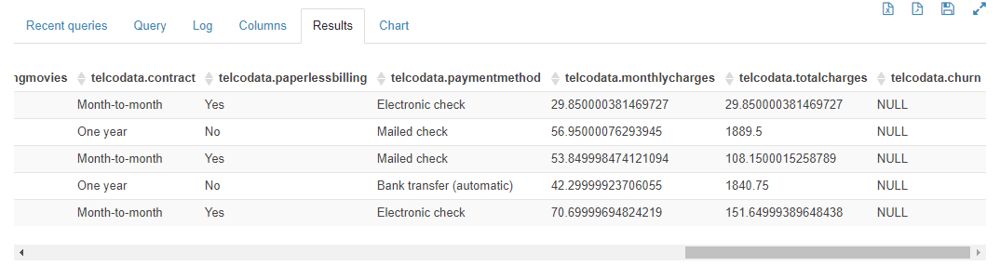 Recent queries Query Log Columns Results Chart
ngmovies telcodata.contract telcodata.paperlessbilling telcodata.paymentmethod telcodata.monthlycharges telcodata.totalcharges telcodata.churn
Month-to-month Yes Electronic check 29.850000381469727 29.850000381469727 NULL
One year No Mailed check 56.95000076293945 1889.5 NULL
Month-to-month Yes Mailed check 53.849998474121094 108.1500015258789 NULL
One year No Bank transfer (automatic) 42.29999923706055 1840.75 NULL
Month-to-month Yes Electronic check 70.69999694824219 151.64999389648438 NULL